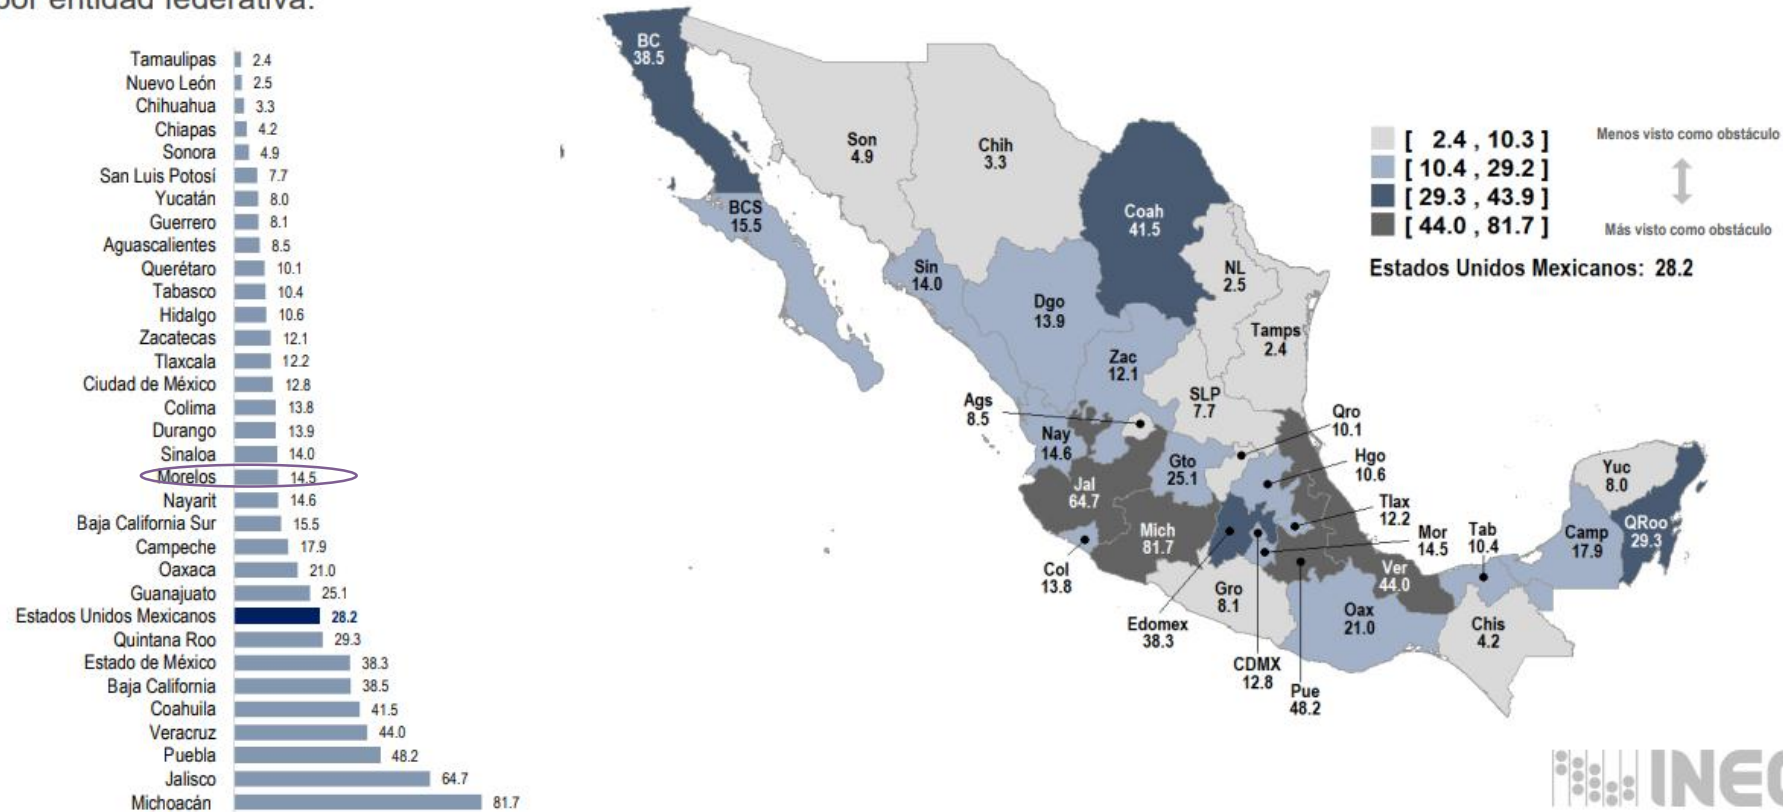 por entidad federativa.
Tamaulipas 2.4
Nuevo León 2.5
Chihuahua 3.3
Chiapas 4.2
Sonora 4.9
San Luis Potosí 7.7
Yucatán 8.0
Guerrero 8.1
Aguascalientes 8.5
Querétaro 10.1
Tabasco 10.4
Hidalgo 10.6
Zacatecas 12.1
Tlaxcala 12.2
Ciudad de México 12.8
Colima 13.8
Durango 13.9
Sinaloa 14.0
Morelos 14.5
Nayarit 14.6
Baja California Sur 15.5
Campeche 17.9
Oaxaca 21.0
Guanajuato 25.1
Estados Unidos Mexicanos 28.2
Quintana Roo 29.3
Estado de México 38.3
Baja California 38.5
Coahuila 41.5
Veracruz 44.0
Puebla 48.2
Jalisco 64.7
Michoacán 81.7
BC
38.5
Son
4.9
Chih
3.3
Coah
41.5
BCS
15.5
Sin
14.0
Dgo
13.9
NL
2.5
Tamps
2.4
Zac
12.1
SLP
7.7
Ags
8.5
Qro
10.1
Nay
14.6
Gto
25.1
Hgo
10.6
Jal
64.7
Mich
81.7
Tlax
12.2
Mor
14.5
Tab
10.4
Yuc
8.0
Camp
17.9
QRoo
29.3
Col
13.8
Gro
8.1
Ver
44.0
Oax
21.0
Chis
4.2
Edomex
38.3
CDMX
12.8
Pue
48.2
[ 2.4 , 10.3 ] Menos visto como obstáculo
[ 10.4 , 29.2 ]
[ 29.3 , 43.9 ]
[ 44.0 , 81.7 ] Más visto como obstáculo
Estados Unidos Mexicanos: 28.2
INEG